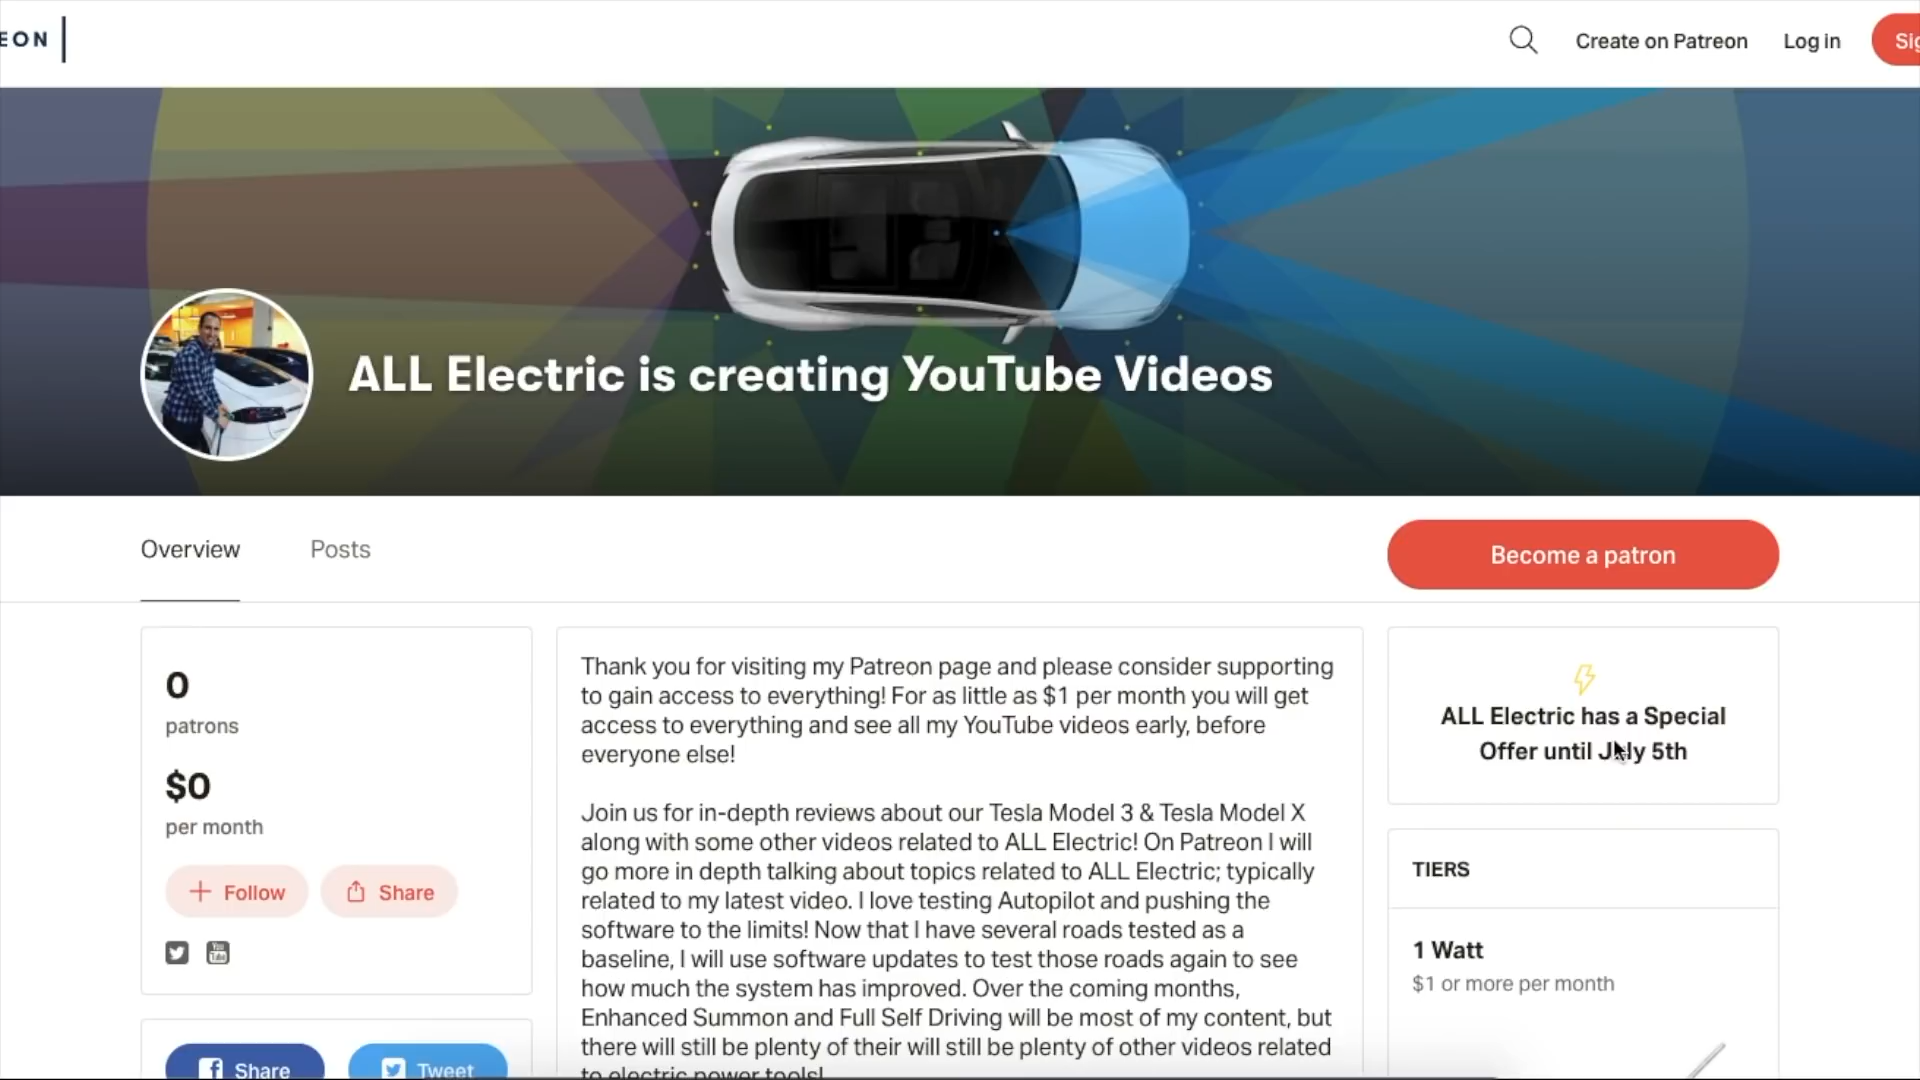 EON
Create on Patreon
Log in
Sig
ALL Electric is creating YouTube Videos
Overview
Posts
Become a patron
0
patrons
$0
per month
Follow
Share
Share
Tweet
Thank you for visiting my Patreon page and please consider supporting
to gain access to everything! For as little as $1 per month you will get
access to everything and see all my YouTube videos early, before
everyone else!
Join us for in-depth reviews about our Tesla Model 3 & Tesla Model X
along with some other videos related to ALL Electric! On Patreon I will
go more in depth talking about topics related to ALL Electric; typically
related to my latest video. I love testing Autopilot and pushing the
software to the limits! Now that I have several roads tested as a
baseline, I will use software updates to test those roads again to see
how much the system has improved. Over the coming months,
Enhanced Summon and Full Self Driving will be most of my content, but
there will still be plenty of their will still be plenty of other videos related
to electric power tools!
ALL Electric has a Special
Offer until July 5th
TIERS
1 Watt
$1 or more per month